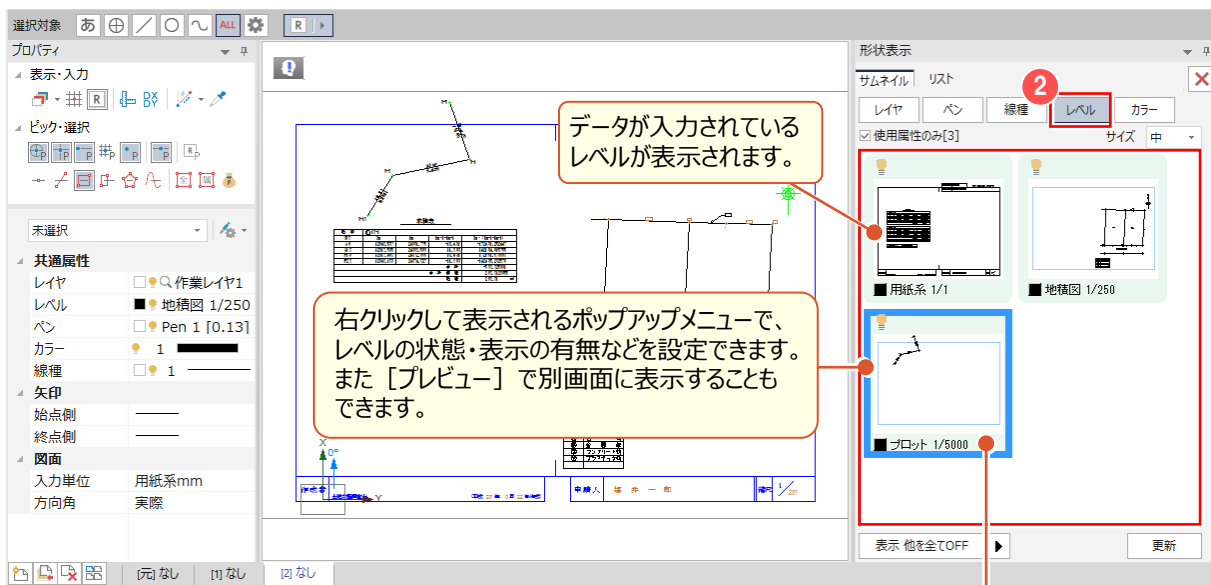 選択対象 あ ALL R
プロパティ
表示・入力
R
ピック・選択
未選択
共通属性
レイヤ 作業レイヤ1
レベル 地積図 1/250
ペン Pen 1 [0.13]
カラー 1
線種 1
矢印
始点側
終点側
図面
入力単位 用紙系mm
方向角 実際
[元] なし [1] なし [2] なし
データが入力されている
レベルが表示されます。
右クリックして表示されるポップアップメニューで、
レベルの状態・表示の有無などを設定できます。
また［プレビュー］で別画面に表示することも
できます。
X
0°
Y
申請人
形状表示
サムネイル リスト
2
レイヤ ペン 線種 レベル カラー
使用属性のみ[3] サイズ 中
用紙系 1/1
地積図 1/250
プロット 1/5000
表示 他を全てOFF
更新